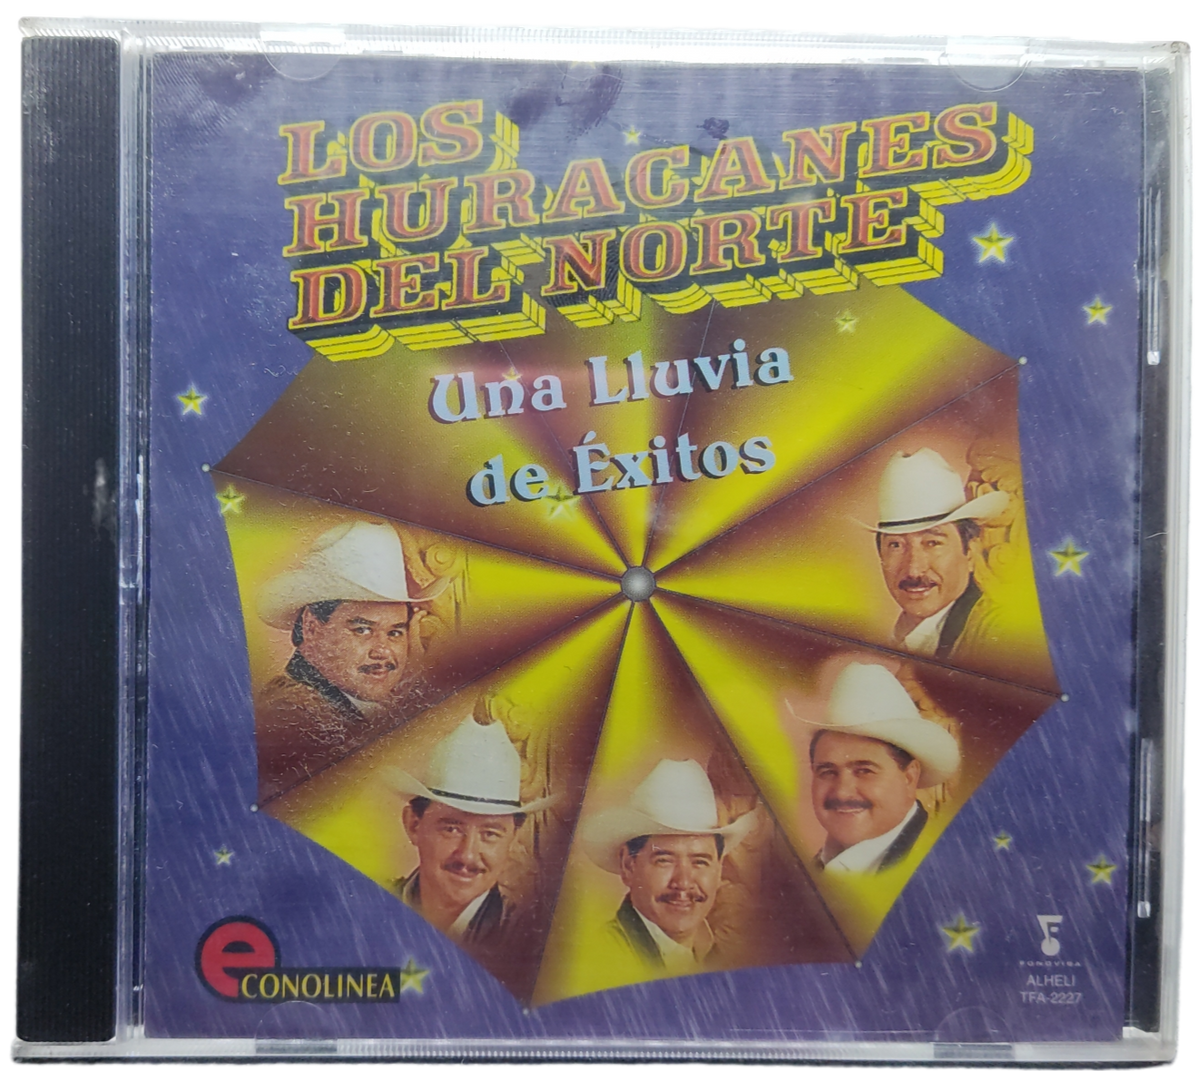 LOS
HURACANES
DEL NORTE
Una Lluvia
de Éxitos
eCONOLINEA
FONOVISA
ALHELI
TFA-2227